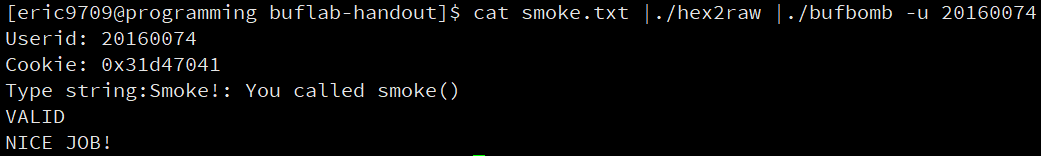 [eric9709@programming buflab-handout]$ cat smoke.txt |./hex2raw |./bufbomb -u 20160074
Userid: 20160074
Cookie: 0x31d47041
Type string:Smoke!: You called smoke()
VALID
NICE JOB!